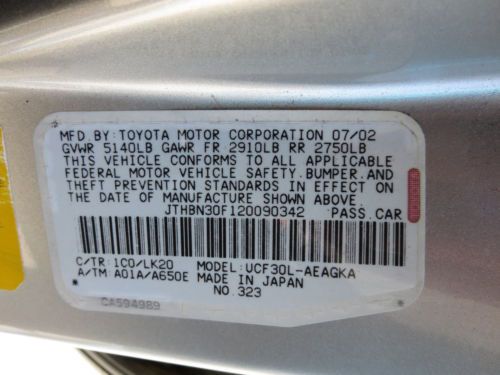 MFD. BY: TOYOTA MOTOR CORPORATION 07/02
GVWR 5140LB GAWR FR 2910LB RR 2750LB
THIS VEHICLE CONFORMS TO ALL APPLICABLE
FEDERAL MOTOR VEHICLE SAFETY. BUMPER. AND
THEFT PREVENTION STANDARDS IN EFFECT ON
THE DATE OF MANUFACTURE SHOWN ABOVE.
JTHBN30F120090342 PASS. CAR
C/TR: 1C0/LK20 MODEL: UCF30L-AEAGKA
A/TM: A01A/A650E MADE IN JAPAN
NO. 323
CA594989